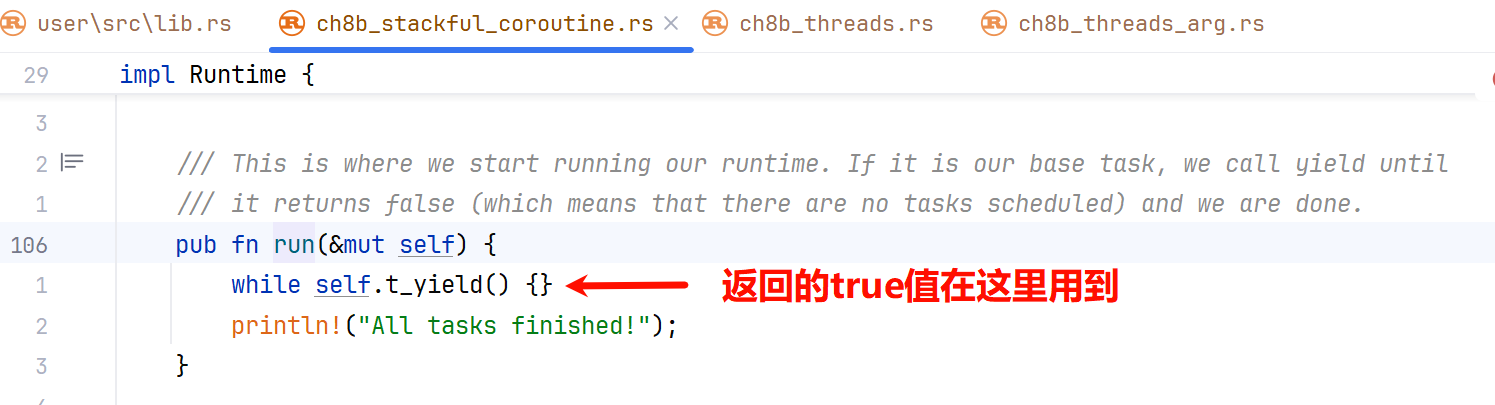 user\src\lib.rs ch8b_stackful_coroutine.rs ch8b_threads.rs ch8b_threads_arg.rs
29 impl Runtime {
3
2 /// This is where we start running our runtime. If it is our base task, we call yield until
1 /// it returns false (which means that there are no tasks scheduled) and we are done.
106 pub fn run(&mut self) {
1 while self.t_yield() {} 返回的true值在这里用到
2 println!("All tasks finished!");
3 }